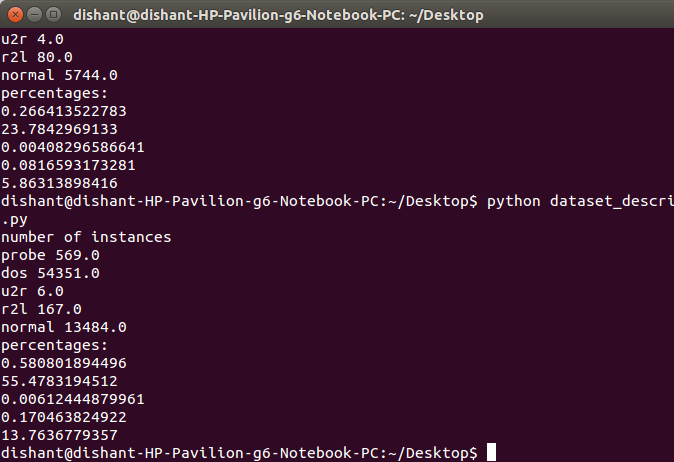 dishant@dishant-HP-Pavilion-g6-Notebook-PC: ~/Desktop
u2r 4.0
r2l 80.0
normal 5744.0
percentages:
0.266413522783
23.7842969133
0.00408296586641
0.0816593173281
5.86313898416
dishant@dishant-HP-Pavilion-g6-Notebook-PC:~/Desktop$ python dataset_descri
.py
number of instances
probe 569.0
dos 54351.0
u2r 6.0
r2l 167.0
normal 13484.0
percentages:
0.580801894496
55.4783194512
0.00612444879961
0.170463824922
13.7636779357
dishant@dishant-HP-Pavilion-g6-Notebook-PC:~/Desktop$